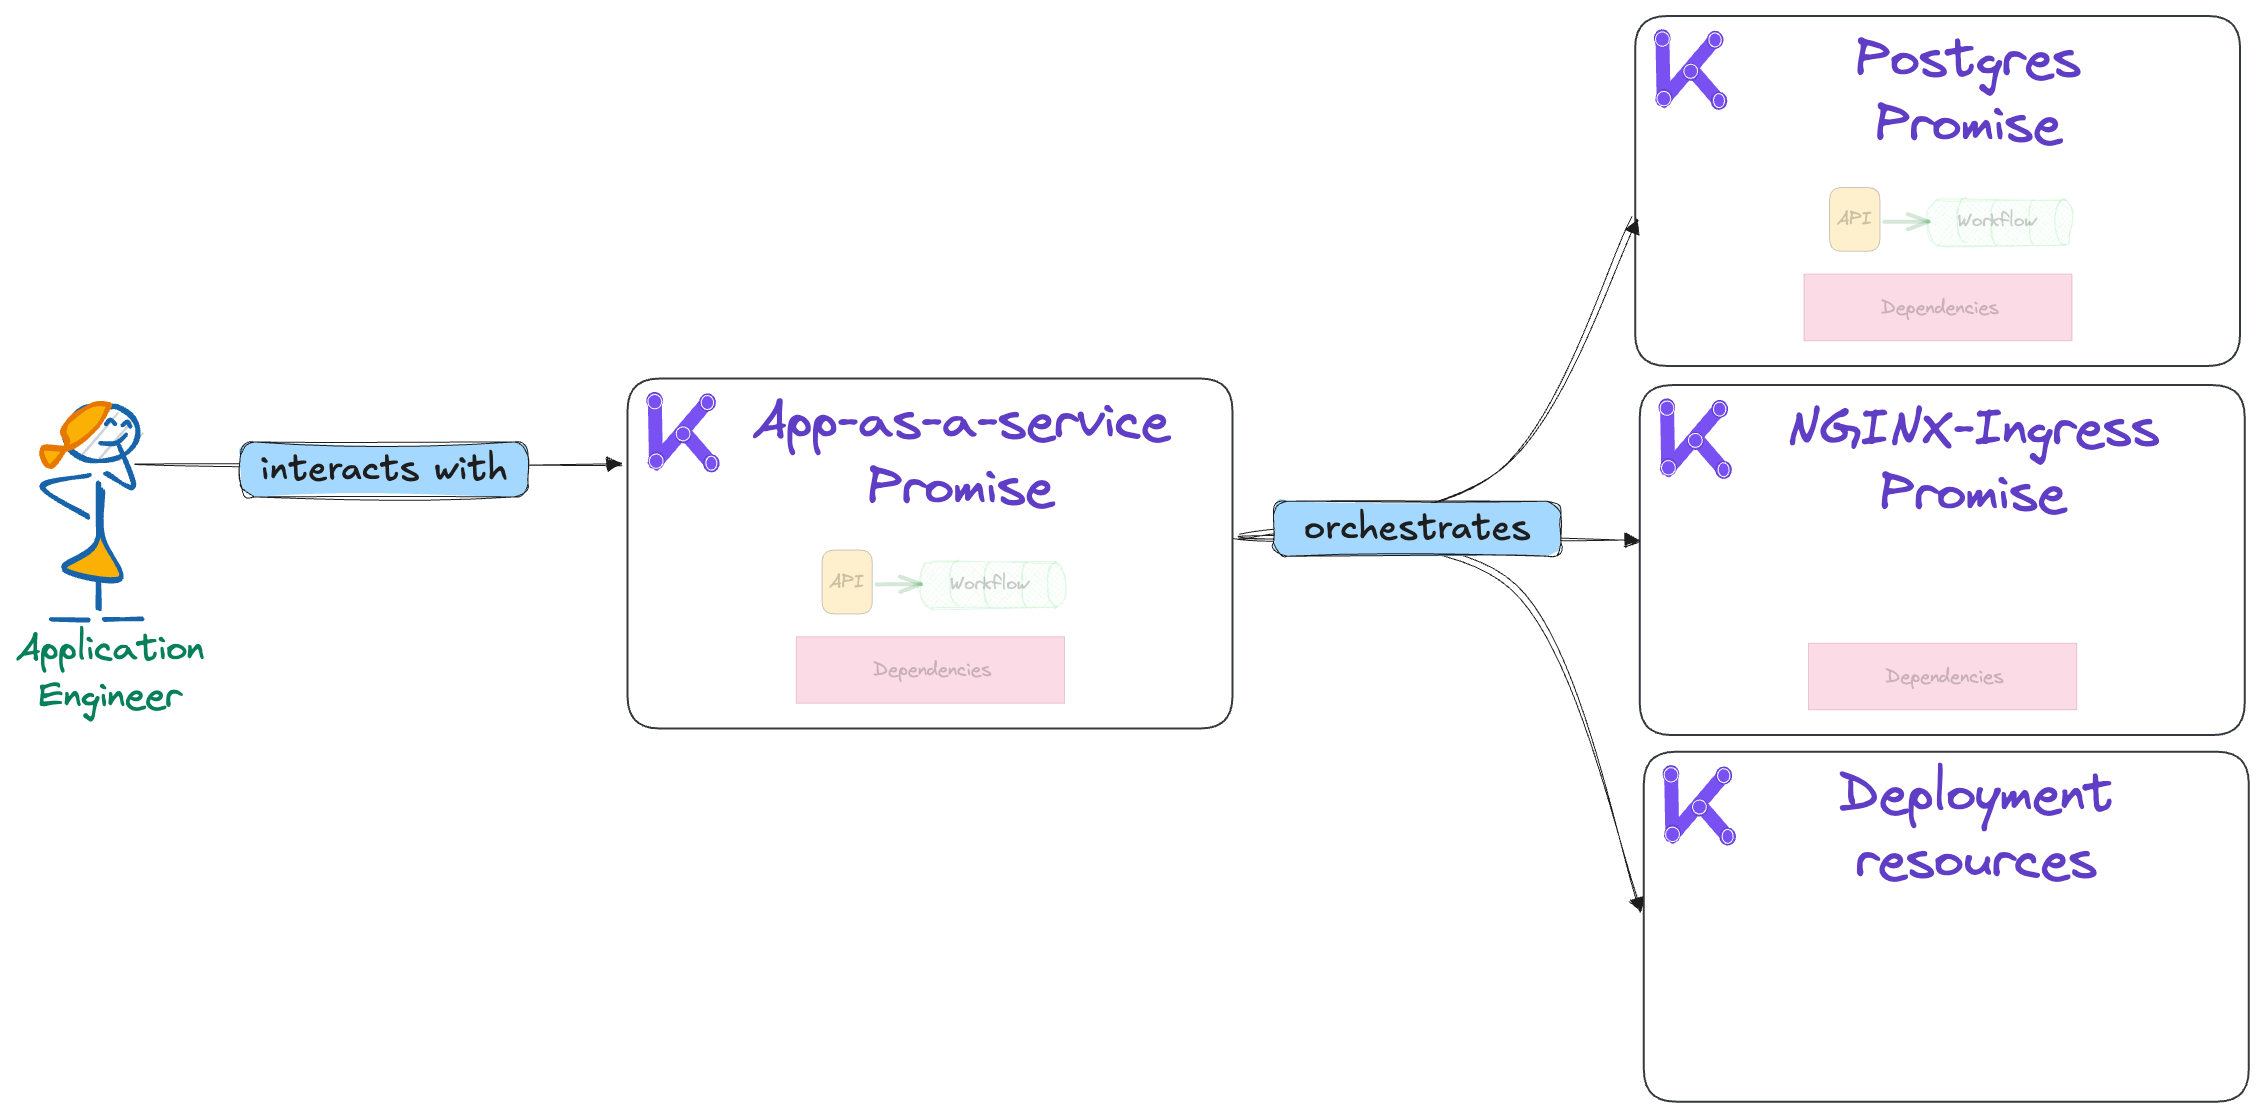 Application
Engineer
interacts with
App-as-a-service
Promise
API
Workflow
Dependencies
orchestrates
Postgres
Promise
API
Workflow
Dependencies
NGINX-Ingress
Promise
Dependencies
Deployment
resources